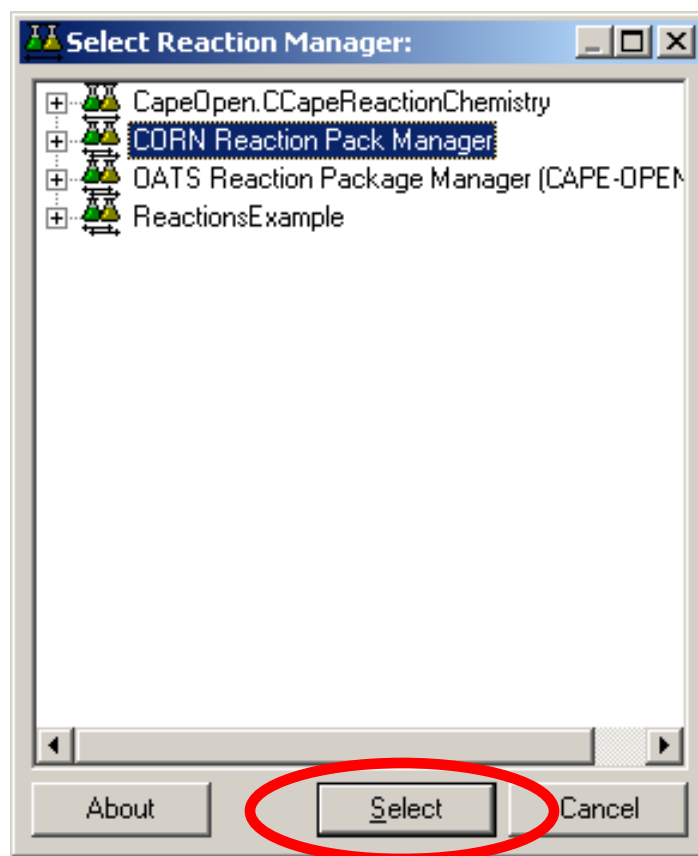 Select Reaction Manager:
CapeOpen.CCapeReactionChemistry
CORN Reaction Pack Manager
OATS Reaction Package Manager (CAPE-OPEN
ReactionsExample
About
Select
Cancel